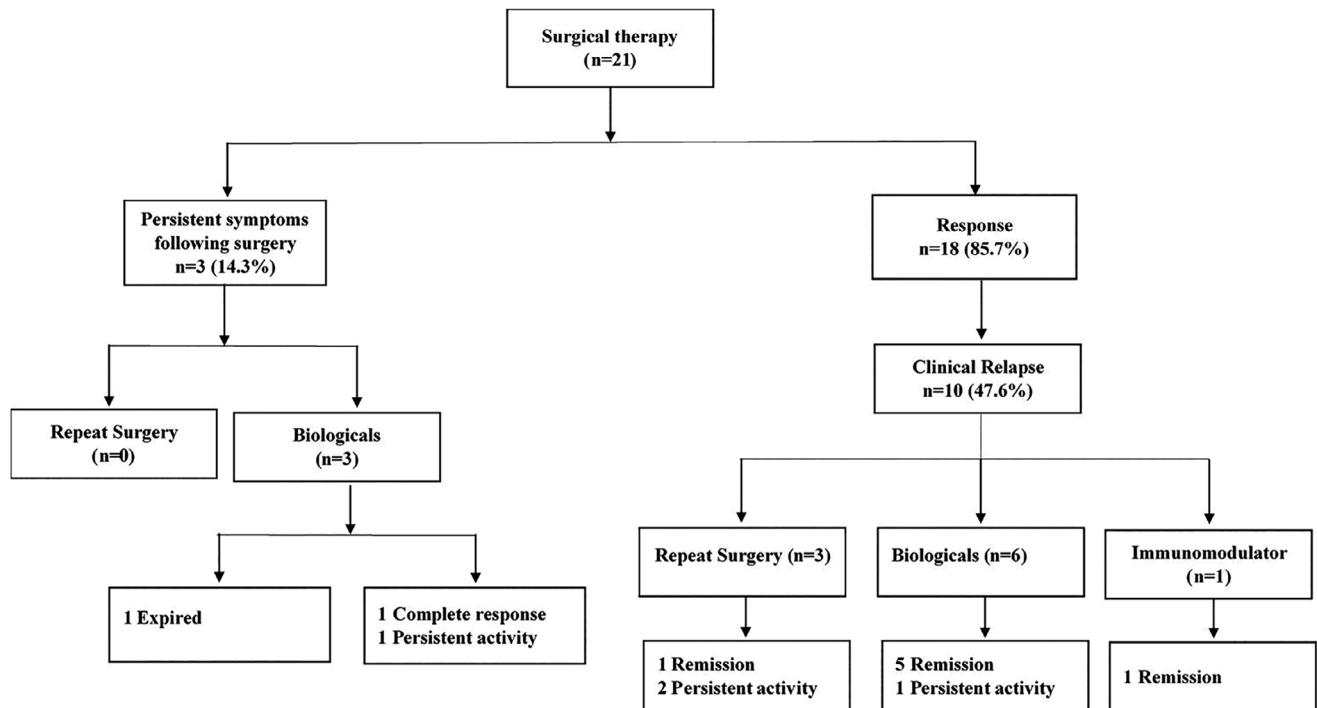 Surgical therapy
(n=21)
Persistent symptoms
following surgery
n=3 (14.3%)
Response
n=18 (85.7%)
Clinical Relapse
n=10 (47.6%)
Repeat Surgery
(n=0)
Biologicals
(n=3)
Repeat Surgery (n=3)
Biologicals (n=6)
Immunomodulator
(n=1)
1 Expired
1 Complete response
1 Persistent activity
1 Remission
2 Persistent activity
5 Remission
1 Persistent activity
1 Remission